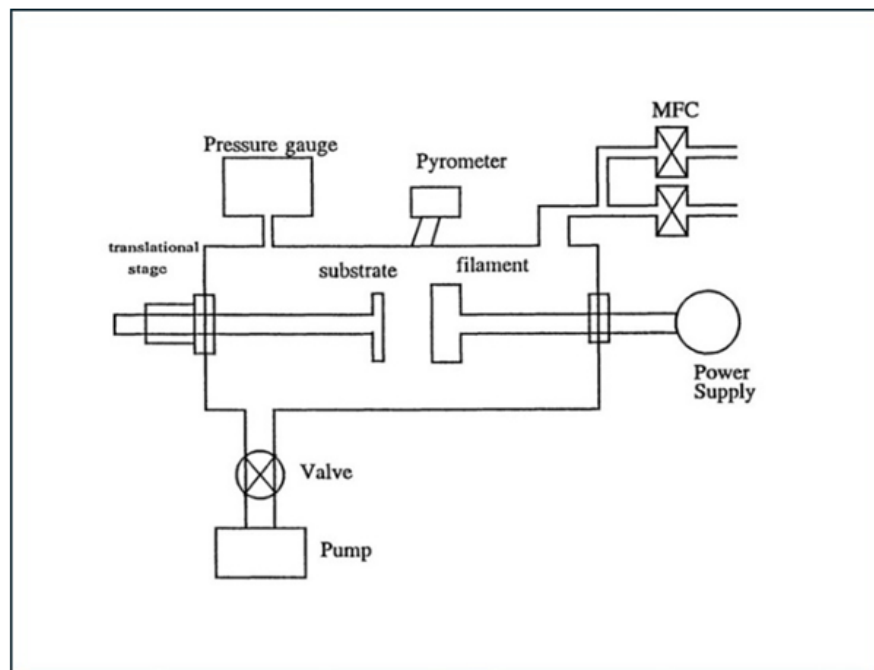 MFC
Pressure gauge
Pyrometer
translational
stage
substrate
filament
Power
Supply
Valve
Pump